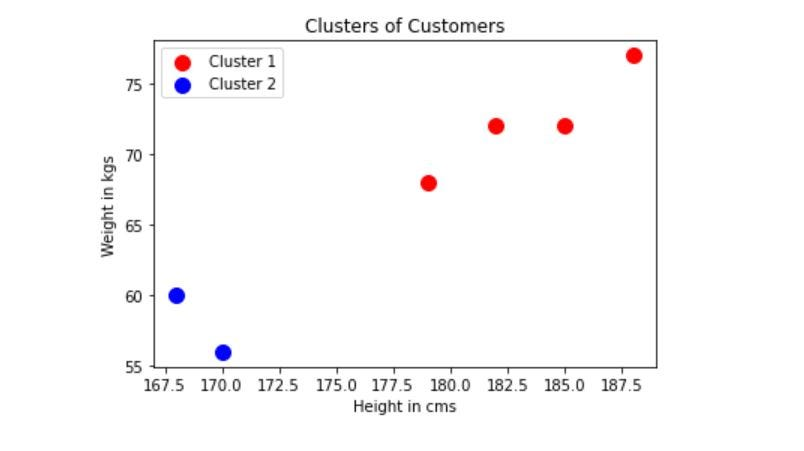 Clusters of Customers
Cluster 1
Cluster 2
75
70
65
60
55
Weight in kgs
167.5 170.0 172.5 175.0 177.5 180.0 182.5 185.0 187.5
Height in cms